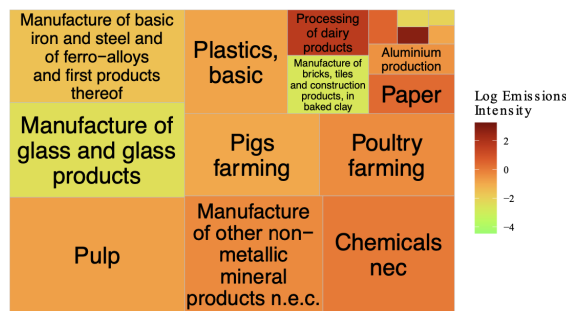 Manufacture of basic
iron and steel and
of ferro−alloys
and first products
thereof
Plastics,
basic
Processing
of dairy
products
Manufacture of
bricks, tiles
and construction
products, in
baked clay
Aluminium
production
Paper
Manufacture of
glass and glass
products
Pigs
farming
Poultry
farming
Pulp
Manufacture
of other non−
metallic
mineral
products n.e.c.
Chemicals
nec
Log Emissions
Intensity
2
0
−2
−4